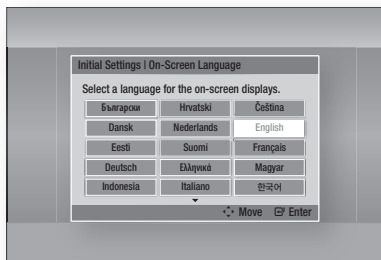 Initial Settings | On-Screen Language
Select a language for the on-screen displays.
Български Hrvatski Čeština
Dansk Nederlands English
Eesti Suomi Français
Deutsch Ελληνικά Magyar
Indonesia Italiano 한국어
Move Enter